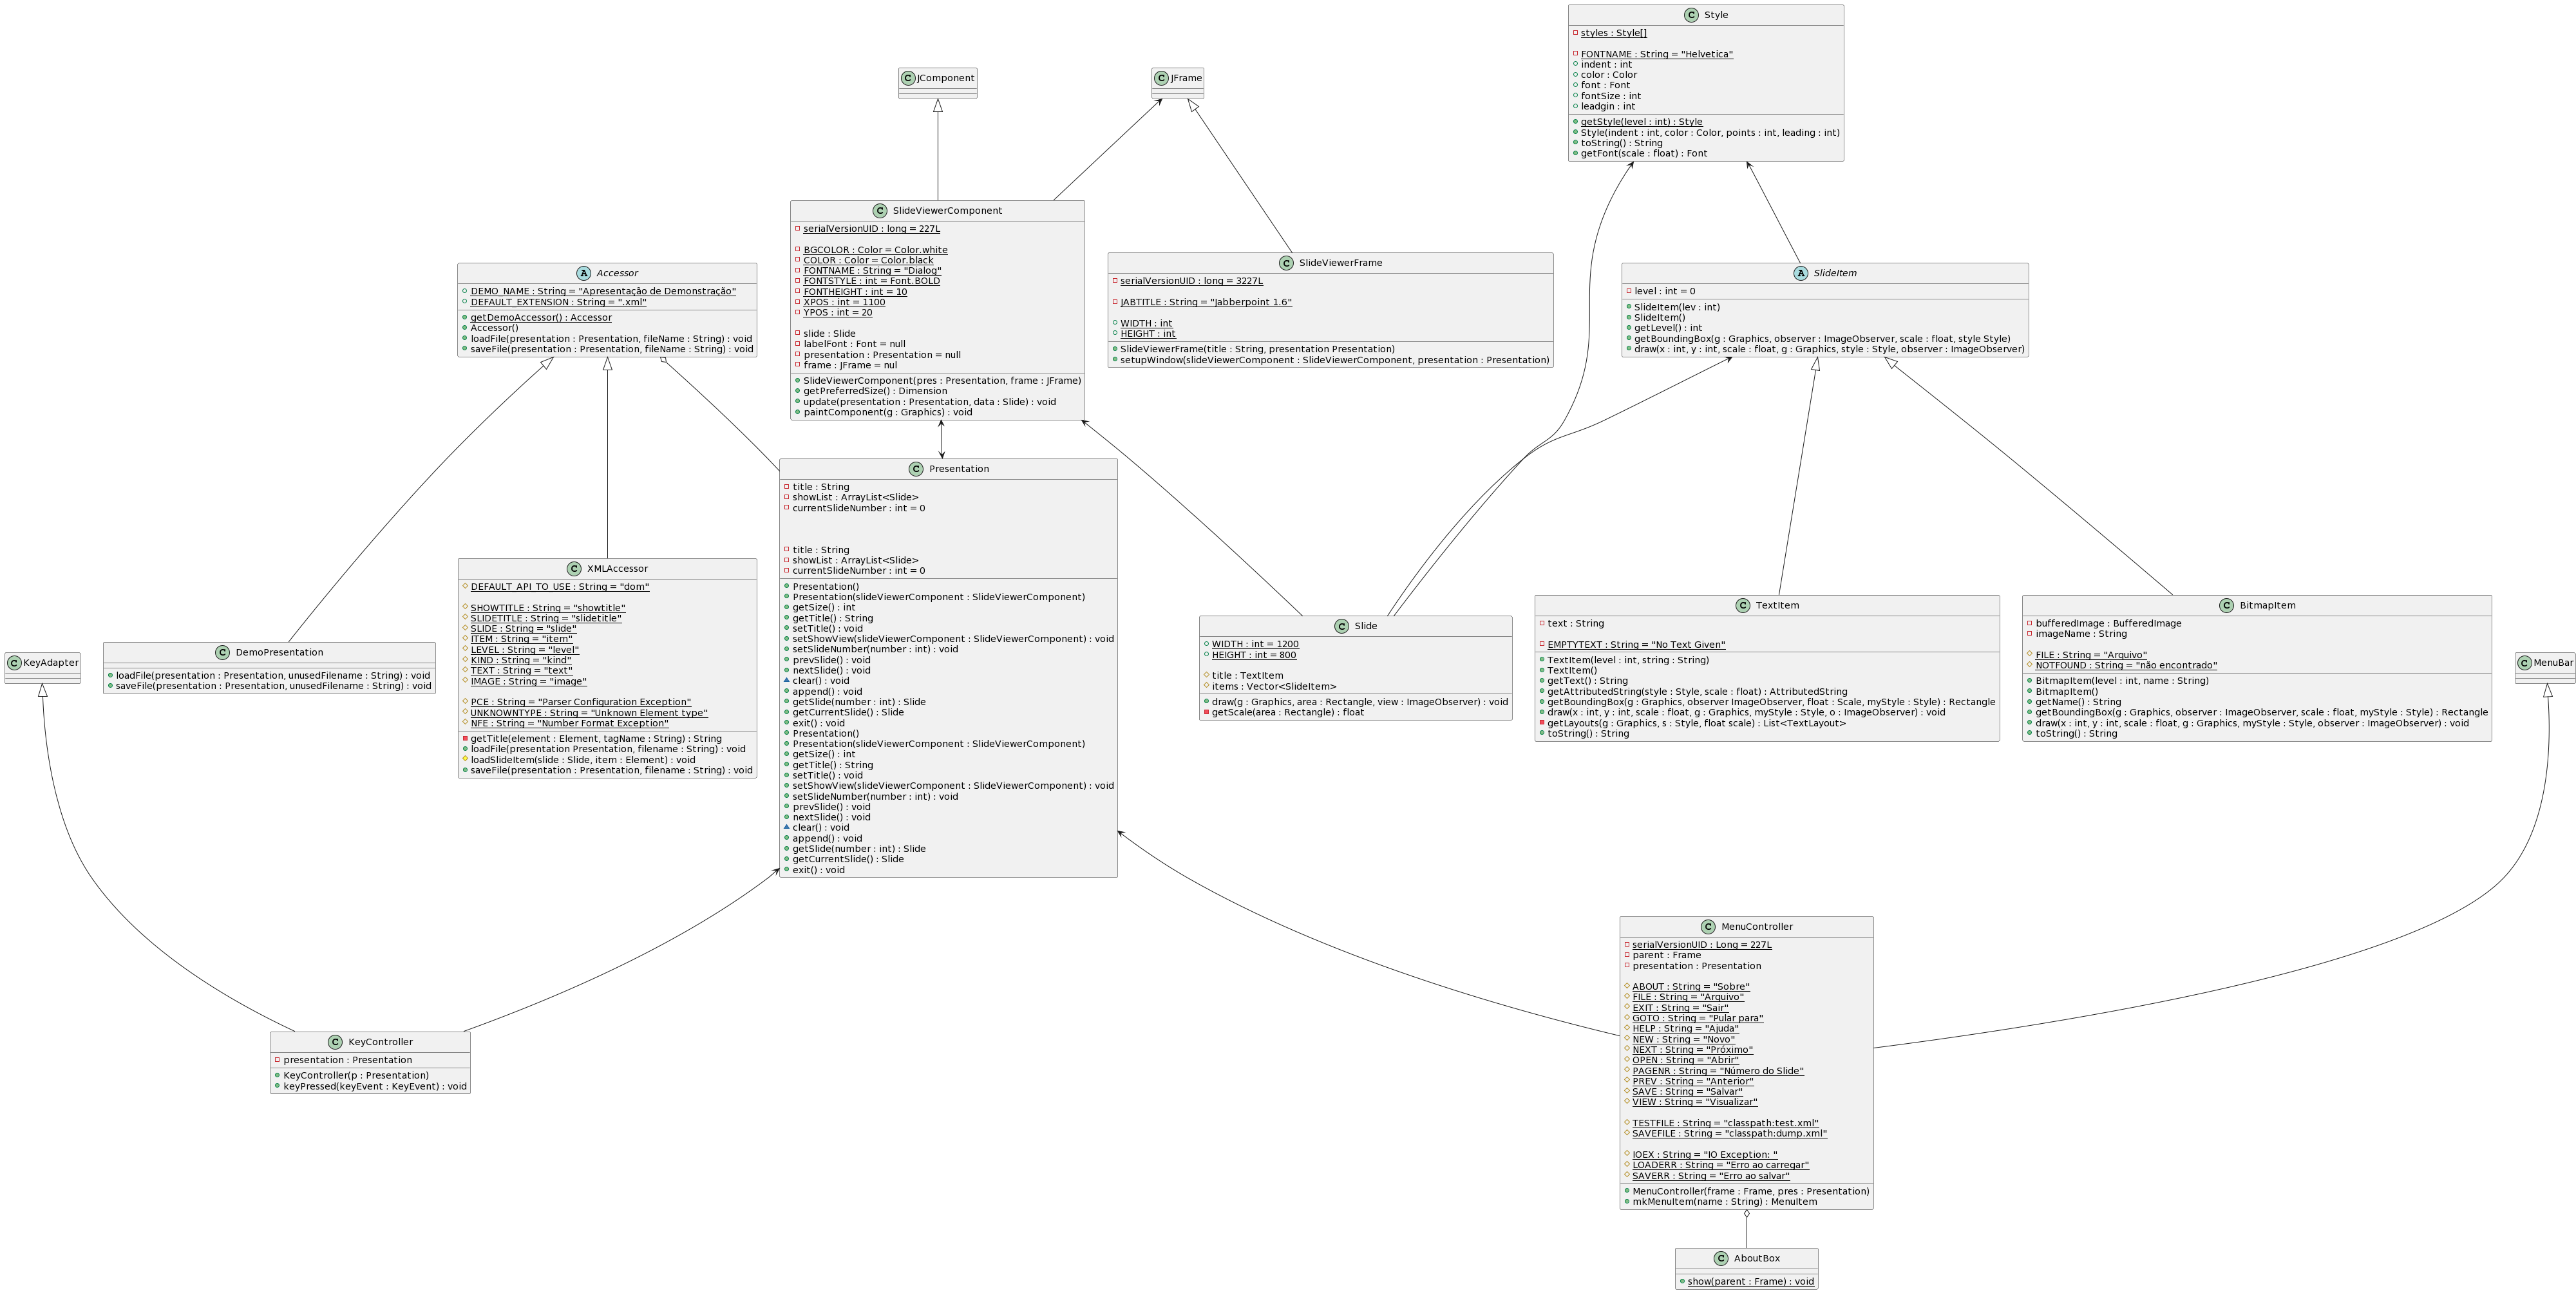 C Style
styles : Style[]
FONTNAME : String = "Helvetica"
indent : int
color : Color
font : Font
fontSize : int
leadgin : int
getStyle(level : int) : Style
Style(indent : int, color : Color, points : int, leading : int)
toString() : String
getFont(scale : float) : Font
C JComponent
C JFrame
C SlideViewerComponent
serialVersionUID : long = 227L
BGCOLOR : Color = Color.white
COLOR : Color = Color.black
FONTNAME : String = "Dialog"
FONTSTYLE : int = Font.BOLD
FONTHEIGHT : int = 10
XPOS : int = 1100
YPOS : int = 20
slide : Slide
labelFont : Font = null
presentation : Presentation = null
frame : JFrame = nul
SlideViewerComponent(pres : Presentation, frame : JFrame)
getPreferredSize() : Dimension
update(presentation : Presentation, data : Slide) : void
paintComponent(g : Graphics) : void
C SlideViewerFrame
serialVersionUID : long = 3227L
JABTITLE : String = "Jabberpoint 1.6"
WIDTH : int
HEIGHT : int
SlideViewerFrame(title : String, presentation Presentation)
setupWindow(slideViewerComponent : SlideViewerComponent, presentation : Presentation)
A Accessor
DEMO_NAME : String = "Apresentação de Demonstração"
DEFAULT_EXTENSION : String = ".xml"
getDemoAccessor() : Accessor
Accessor()
loadFile(presentation : Presentation, fileName : String) : void
saveFile(presentation : Presentation, fileName : String) : void
A SlideItem
level : int = 0
SlideItem(lev : int)
SlideItem()
getLevel() : int
getBoundingBox(g : Graphics, observer : ImageObserver, scale : float, style Style)
draw(x : int, y : int, scale : float, g : Graphics, style : Style, observer : ImageObserver)
C Presentation
title : String
showList : ArrayList<Slide>
currentSlideNumber : int = 0
title : String
showList : ArrayList<Slide>
currentSlideNumber : int = 0
Presentation()
Presentation(slideViewerComponent : SlideViewerComponent)
getSize() : int
getTitle() : String
setTitle() : void
setShowView(slideViewerComponent : SlideViewerComponent) : void
setSlideNumber(number : int) : void
prevSlide() : void
nextSlide() : void
clear() : void
append() : void
getSlide(number : int) : Slide
getCurrentSlide() : Slide
exit() : void
Presentation()
Presentation(slideViewerComponent : SlideViewerComponent)
getSize() : int
getTitle() : String
setTitle() : void
setShowView(slideViewerComponent : SlideViewerComponent) : void
setSlideNumber(number : int) : void
prevSlide() : void
nextSlide() : void
clear() : void
append() : void
getSlide(number : int) : Slide
getCurrentSlide() : Slide
exit() : void
C XMLAccessor
DEFAULT_API_TO_USE : String = "dom"
SHOWTITLE : String = "showtitle"
SLIDETITLE : String = "slidetitle"
SLIDE : String = "slide"
ITEM : String = "item"
LEVEL : String = "level"
KIND : String = "kind"
TEXT : String = "text"
IMAGE : String = "image"
PCE : String = "Parser Configuration Exception"
UNKNOWNTYPE : String = "Unknown Element type"
NFE : String = "Number Format Exception"
getTitle(element : Element, tagName : String) : String
loadFile(presentation Presentation, filename : String) : void
loadSlideItem(slide : Slide, item : Element) : void
saveFile(presentation : Presentation, filename : String) : void
C DemoPresentation
loadFile(presentation : Presentation, unusedFilename : String) : void
saveFile(presentation : Presentation, unusedFilename : String) : void
C KeyAdapter
C Slide
WIDTH : int = 1200
HEIGHT : int = 800
title : TextItem
items : Vector<SlideItem>
draw(g : Graphics, area : Rectangle, view : ImageObserver) : void
getScale(area : Rectangle) : float
C TextItem
text : String
EMPTYTEXT : String = "No Text Given"
TextItem(level : int, string : String)
TextItem()
getText() : String
getAttributedString(style : Style, scale : float) : AttributedString
getBoundingBox(g : Graphics, observer ImageObserver, float : Scale, myStyle : Style) : Rectangle
draw(x : int, y : int, scale : float, g : Graphics, myStyle : Style, o : ImageObserver) : void
getLayouts(g : Graphics, s : Style, float scale) : List<TextLayout>
toString() : String
C BitmapItem
bufferedImage : BufferedImage
imageName : String
FILE : String = "Arquivo"
NOTFOUND : String = "não encontrado"
BitmapItem(level : int, name : String)
BitmapItem()
getName() : String
getBoundingBox(g : Graphics, observer : ImageObserver, scale : float, myStyle : Style) : Rectangle
draw(x : int, y : int, scale : float, g : Graphics, myStyle : Style, observer : ImageObserver) : void
toString() : String
C MenuBar
C MenuController
serialVersionUID : Long = 227L
parent : Frame
presentation : Presentation
ABOUT : String = "Sobre"
FILE : String = "Arquivo"
EXIT : String = "Sair"
GOTO : String = "Pular para"
HELP : String = "Ajuda"
NEW : String = "Novo"
NEXT : String = "Próximo"
OPEN : String = "Abrir"
PAGENR : String = "Número do Slide"
PREV : String = "Anterior"
SAVE : String = "Salvar"
VIEW : String = "Visualizar"
TESTFILE : String = "classpath:test.xml"
SAVEFILE : String = "classpath:dump.xml"
IOEX : String = "IO Exception: "
LOADERR : String = "Erro ao carregar"
SAVERR : String = "Erro ao salvar"
MenuController(frame : Frame, pres : Presentation)
mkMenuItem(name : String) : MenuItem
C KeyController
presentation : Presentation
KeyController(p : Presentation)
keyPressed(keyEvent : KeyEvent) : void
C AboutBox
show(parent : Frame) : void